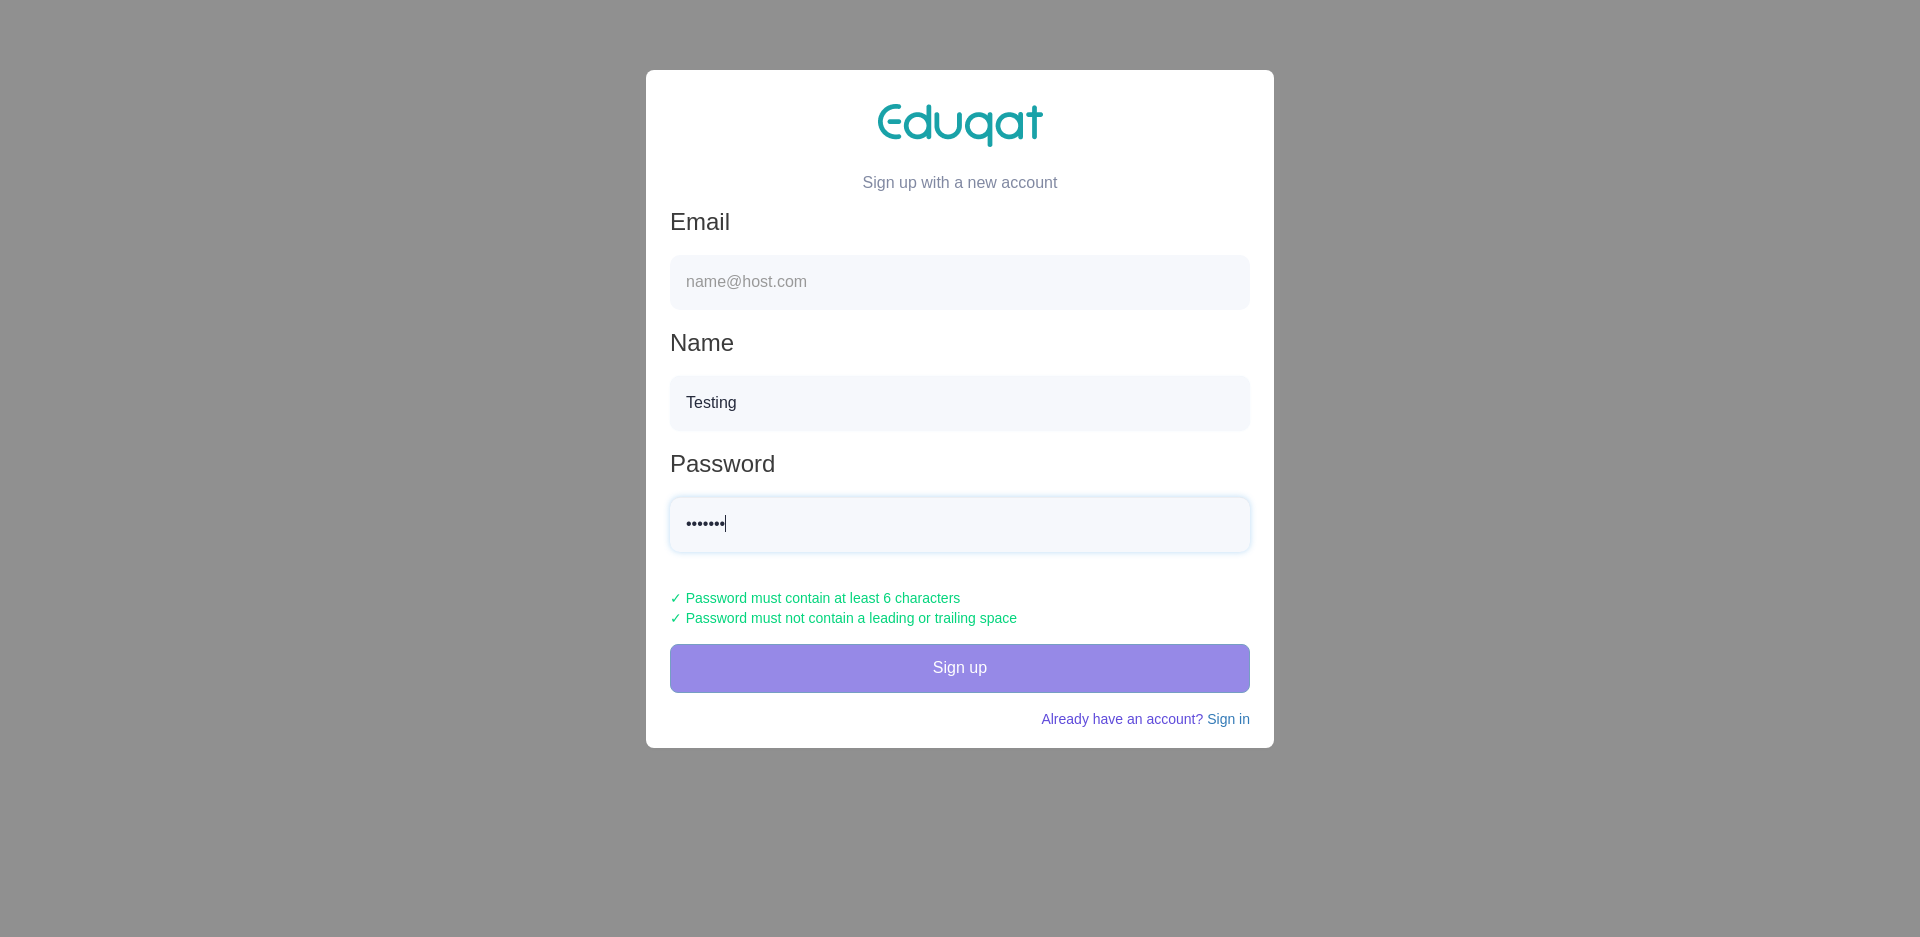 Eduqat
Sign up with a new account
Email
name@host.com
Name
Testing
Password
•••••••
✓ Password must contain at least 6 characters
✓ Password must not contain a leading or trailing space
Sign up
Already have an account? Sign in